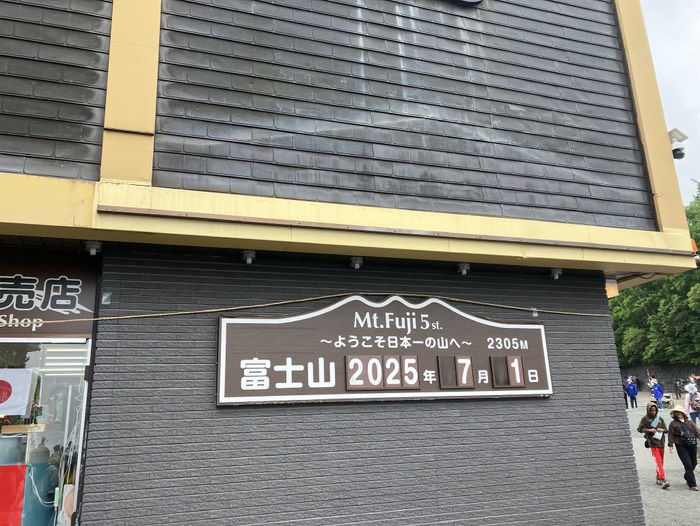 売店
Shop
Mt.Fuji 5st.
～ようこそ日本一の山へ～ 2305M
富士山 2025年 7月 1日